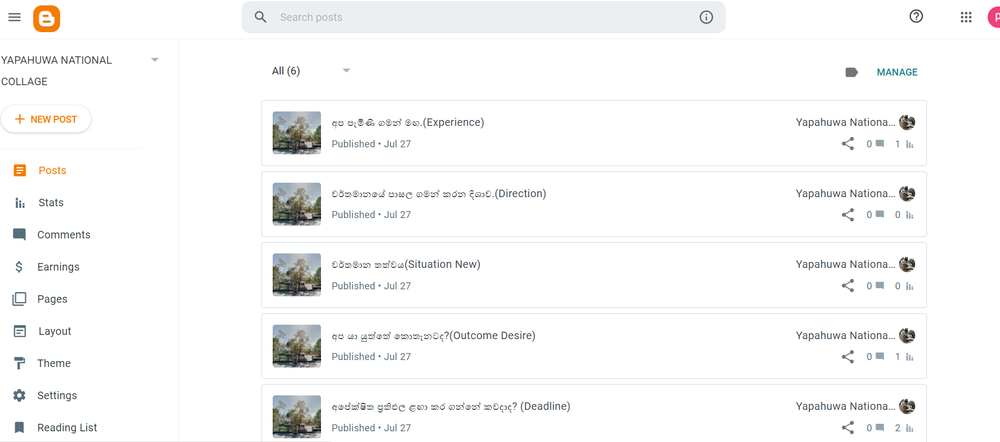 Search posts
YAPAHUWA NATIONAL
COLLAGE
NEW POST
Posts
Stats
Comments
Earnings
Pages
Layout
Theme
Settings
Reading List
All (6)
MANAGE
අප පැමිණි ගමන් මඟ.(Experience)
Yapahuwa Nationa...
Published • Jul 27
0 1
වර්තමානයේ පාසල ගමන් කරන දිශාව.(Direction)
Yapahuwa Nationa...
Published • Jul 27
0 0
වර්තමාන තත්වය(Situation New)
Yapahuwa Nationa...
Published • Jul 27
0 0
අප යා යුත්තේ කොතැනටද?(Outcome Desire)
Yapahuwa Nationa...
Published • Jul 27
0 1
අපේක්ෂිත ප්‍රතිඵල ළඟා කර ගන්නේ කවදාද? (Deadline)
Yapahuwa Nationa...
Published • Jul 27
0 2